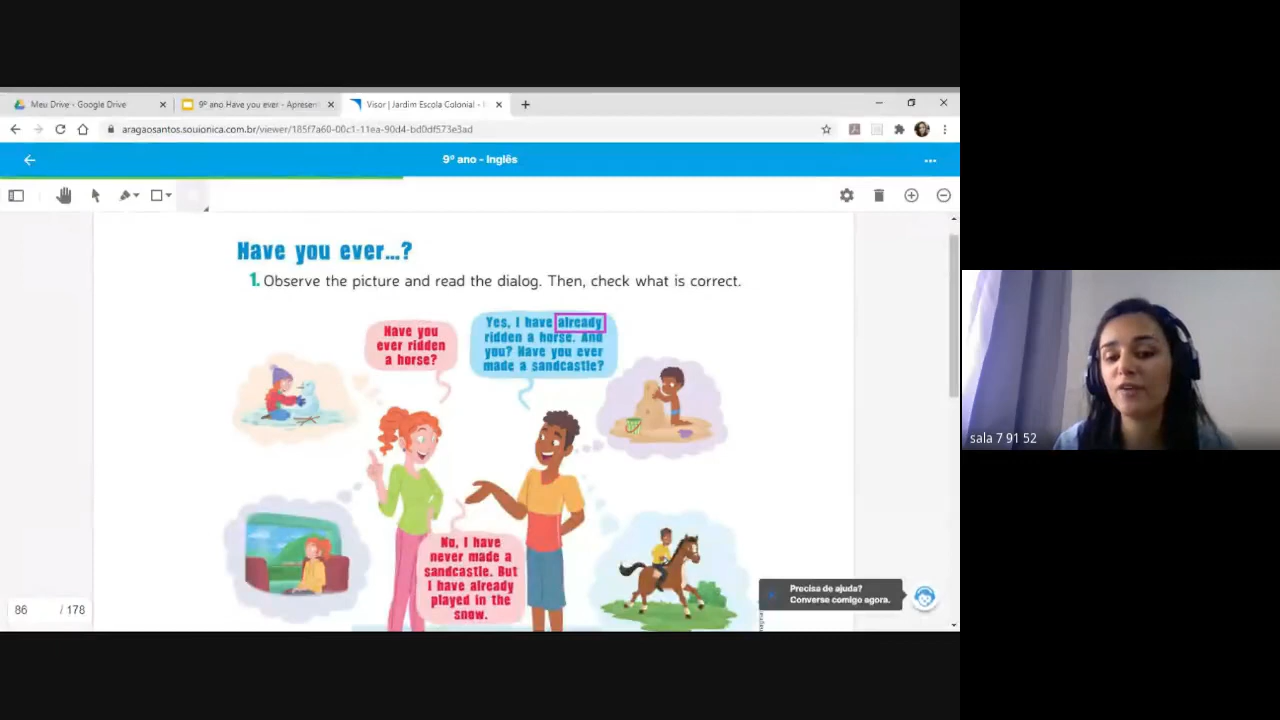 Meu Drive - Google Drive
9º ano Have you ever - Apresen
Visor | Jardim Escola Colonial - I
aragaosantos.souionica.com.br/viewer/185f7a60-00c1-11ea-90d4-bd0df573e3ad
9º ano - Inglês
Have you ever...?
1. Observe the picture and read the dialog. Then, check what is correct.
Have you
ever ridden
a horse?
Yes, I have already
ridden a horse. And
you? Have you ever
made a sandcastle?
No, I have
never made a
sandcastle. But
I have already
played in the
snow.
86 / 178
Precisa de ajuda?
Converse comigo agora.
sala 7 91 52